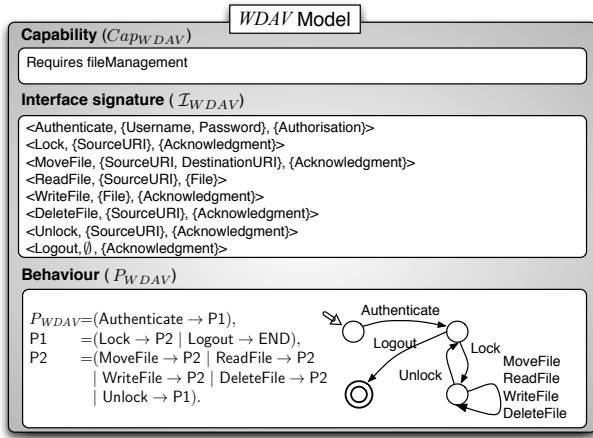 WDAV Model
Capability (Cap_WDAV)
Requires fileManagement
Interface signature ( I_WDAV)
<Authenticate, {Username, Password}, {Authorisation}>
<Lock, {SourceURI}, {Acknowledgment}>
<MoveFile, {SourceURI, DestinationURI}, {Acknowledgment}>
<ReadFile, {SourceURI}, {File}>
<WriteFile, {File}, {Acknowledgment}>
<DeleteFile, {SourceURI}, {Acknowledgment}>
<Unlock, {SourceURI}, {Acknowledgment}>
<Logout,∅, {Acknowledgment}>
Behaviour ( P_WDAV)
P_WDAV=(Authenticate → P1),
P1 =(Lock → P2 | Logout → END),
P2 =(MoveFile → P2 | ReadFile → P2
| WriteFile → P2 | DeleteFile → P2
| Unlock → P1).
Authenticate
Logout
Lock
Unlock
MoveFile
ReadFile
WriteFile
DeleteFile